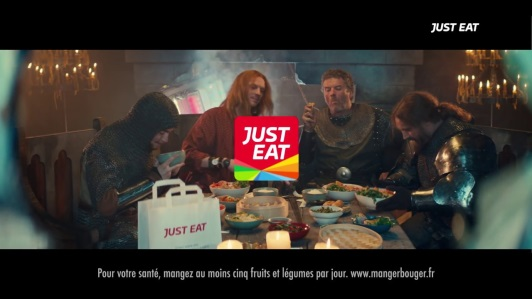 JUST EAT
JUST
EAT
JUST EAT
Pour votre santé, mangez au moins cinq fruits et légumes par jour. www.mangerbouger.fr